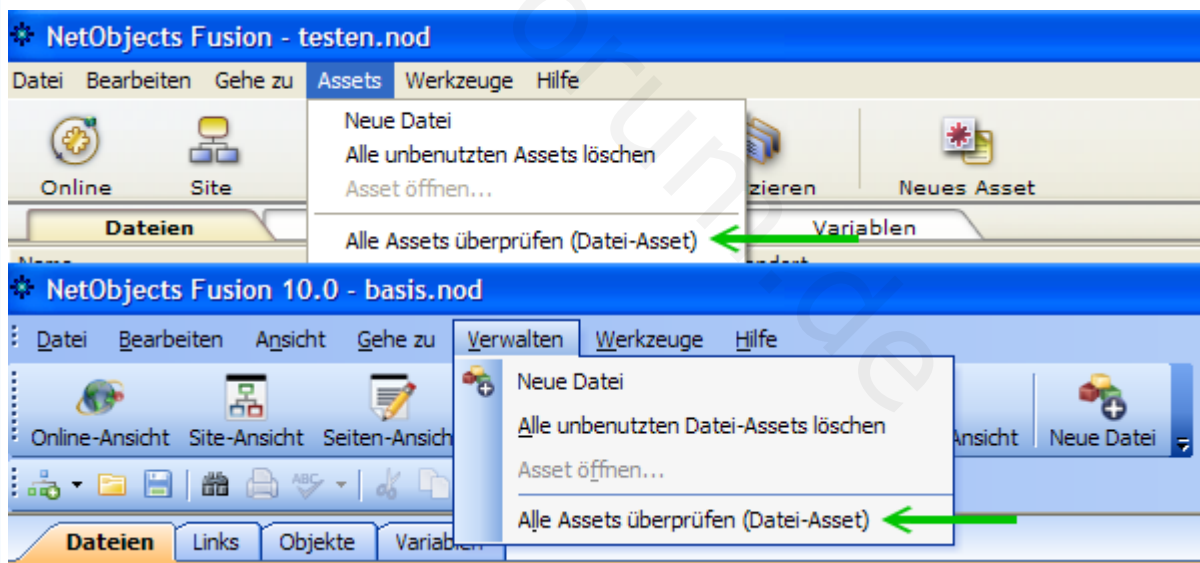 NetObjects Fusion - testen.nod
Datei Bearbeiten Gehe zu Assets Werkzeuge Hilfe
Neue Datei
Alle unbenutzten Assets löschen
Asset öffnen...
Online Site zieren Neues Asset
Alle Assets überprüfen (Datei-Asset)
Dateien Variablen
NetObjects Fusion 10.0 - basis.nod
Datei Bearbeiten Ansicht Gehe zu Verwalten Werkzeuge Hilfe
Neue Datei
Alle unbenutzten Datei-Assets löschen
Online-Ansicht Site-Ansicht Seiten-Ansich Ansicht Neue Datei
Asset öffnen...
ABC
Alle Assets überprüfen (Datei-Asset)
Dateien Links Objekte Variablen
orum.de